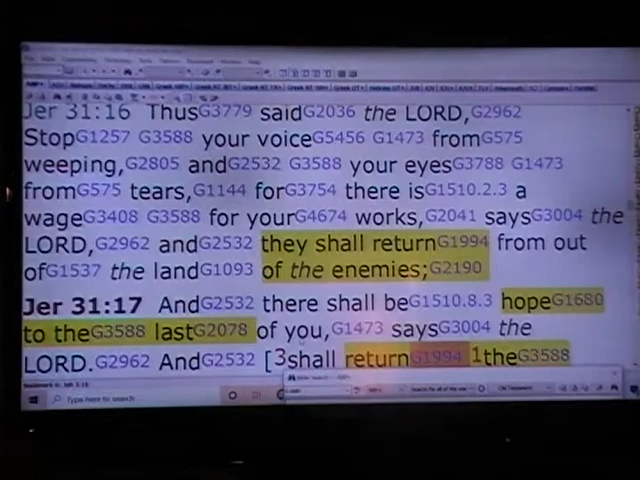 Jer 31:16 ThusG3779 saidG2036 the LORD,G2962
StopG1257 G3588 your voiceG5456 G1473 fromG575
weeping,G2805 andG2532 G3588 your eyesG3788 G1473
fromG575 tears,G1144 forG3754 there isG1510.2.3 a
wageG3408 G3588 for yourG4674 works,G2041 saysG3004 the
LORD,G2962 andG2532 they shall returnG1994 from out
ofG1537 the landG1093 of the enemies;G2190
Jer 31:17 AndG2532 there shall beG1510.8.3 hopeG1680
to theG3588 lastG2078 of you,G1473 saysG3004 the
LORD.G2962 AndG2532 [3shall returnG1994 1theG3588
Type here to search